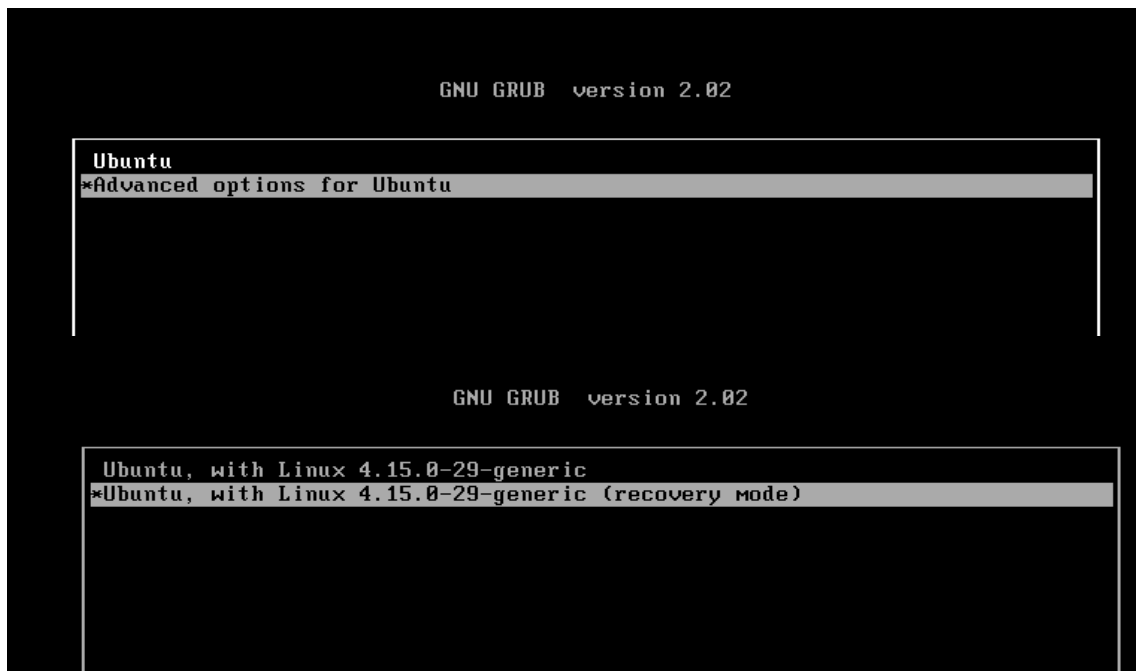 GNU GRUB version 2.02
Ubuntu
*Advanced options for Ubuntu
GNU GRUB version 2.02
Ubuntu, with Linux 4.15.0-29-generic
*Ubuntu, with Linux 4.15.0-29-generic (recovery mode)